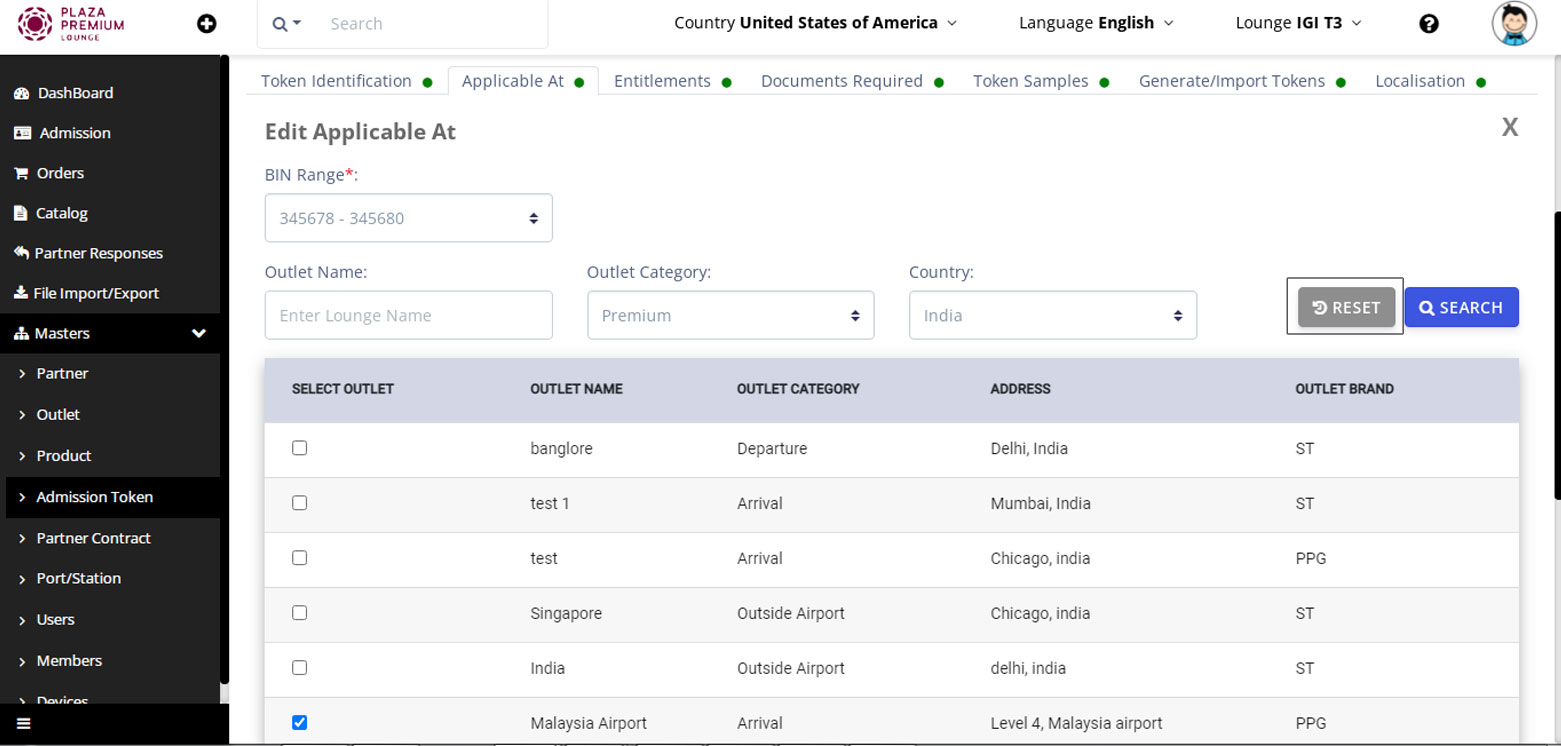 PLAZA
PREMIUM
LOUNGE
Search
Country United States of America
Language English
Lounge IGI T3
DashBoard
Admission
Orders
Catalog
Partner Responses
File Import/Export
Masters
Partner
Outlet
Product
Admission Token
Partner Contract
Port/Station
Users
Members
Devices
Token Identification
Applicable At
Entitlements
Documents Required
Token Samples
Generate/Import Tokens
Localisation
Edit Applicable At
X
BIN Range*:
345678 - 345680
Outlet Name:
Outlet Category:
Country:
Enter Lounge Name
Premium
India
RESET
SEARCH
SELECT OUTLET OUTLET NAME OUTLET CATEGORY ADDRESS OUTLET BRAND
banglore Departure Delhi, India ST
test 1 Arrival Mumbai, India ST
test Arrival Chicago, india PPG
Singapore Outside Airport Chicago, india ST
India Outside Airport delhi, india ST
Malaysia Airport Arrival Level 4, Malaysia airport PPG